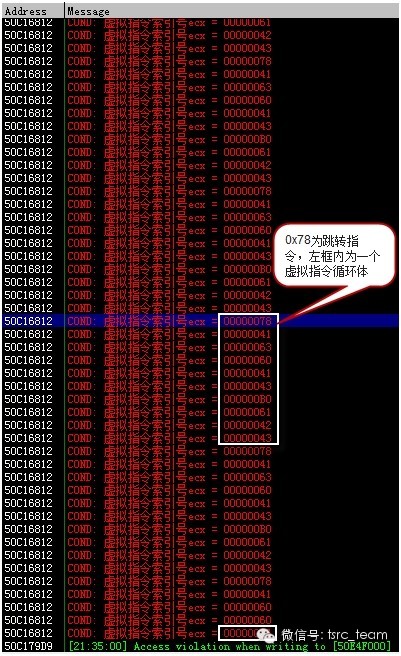 Address Message
50C16812 COND: 虚拟指令索引号ecx = 00000061
50C16812 COND: 虚拟指令索引号ecx = 00000042
50C16812 COND: 虚拟指令索引号ecx = 00000043
50C16812 COND: 虚拟指令索引号ecx = 00000078
50C16812 COND: 虚拟指令索引号ecx = 00000041
50C16812 COND: 虚拟指令索引号ecx = 00000063
50C16812 COND: 虚拟指令索引号ecx = 00000060
50C16812 COND: 虚拟指令索引号ecx = 00000041
50C16812 COND: 虚拟指令索引号ecx = 00000043
50C16812 COND: 虚拟指令索引号ecx = 000000B0
50C16812 COND: 虚拟指令索引号ecx = 00000061
50C16812 COND: 虚拟指令索引号ecx = 00000042
50C16812 COND: 虚拟指令索引号ecx = 00000043
50C16812 COND: 虚拟指令索引号ecx = 00000078
50C16812 COND: 虚拟指令索引号ecx = 00000041
50C16812 COND: 虚拟指令索引号ecx = 00000063
50C16812 COND: 虚拟指令索引号ecx = 00000060
50C16812 COND: 虚拟指令索引号ecx = 00000041
50C16812 COND: 虚拟指令索引号ecx = 00000043
50C16812 COND: 虚拟指令索引号ecx = 000000B0
50C16812 COND: 虚拟指令索引号ecx = 00000061
50C16812 COND: 虚拟指令索引号ecx = 00000042
50C16812 COND: 虚拟指令索引号ecx = 00000043
50C16812 COND: 虚拟指令索引号ecx = 00000078
50C16812 COND: 虚拟指令索引号ecx = 00000041
50C16812 COND: 虚拟指令索引号ecx = 00000063
50C16812 COND: 虚拟指令索引号ecx = 00000060
50C16812 COND: 虚拟指令索引号ecx = 00000041
50C16812 COND: 虚拟指令索引号ecx = 00000043
50C16812 COND: 虚拟指令索引号ecx = 000000B0
50C16812 COND: 虚拟指令索引号ecx = 00000061
50C16812 COND: 虚拟指令索引号ecx = 00000042
50C16812 COND: 虚拟指令索引号ecx = 00000043
50C16812 COND: 虚拟指令索引号ecx = 00000078
50C16812 COND: 虚拟指令索引号ecx = 00000041
50C16812 COND: 虚拟指令索引号ecx = 00000063
50C16812 COND: 虚拟指令索引号ecx = 00000060
50C16812 COND: 虚拟指令索引号ecx = 00000041
50C16812 COND: 虚拟指令索引号ecx = 00000043
50C16812 COND: 虚拟指令索引号ecx = 000000B0
50C16812 COND: 虚拟指令索引号ecx = 00000061
50C16812 COND: 虚拟指令索引号ecx = 00000042
50C16812 COND: 虚拟指令索引号ecx = 00000043
50C16812 COND: 虚拟指令索引号ecx = 00000078
50C16812 COND: 虚拟指令索引号ecx = 00000041
50C16812 COND: 虚拟指令索引号ecx = 00000060
50C16812 COND: 虚拟指令索引号ecx = 00000060
50C16812 COND: 虚拟指令索引号ecx =
50C179D9 [21:35:00] Access violation when writing to [50E4F000]
0x78为跳转指
令，左框内为一个
虚拟指令循环体
微信号: tsrc_team